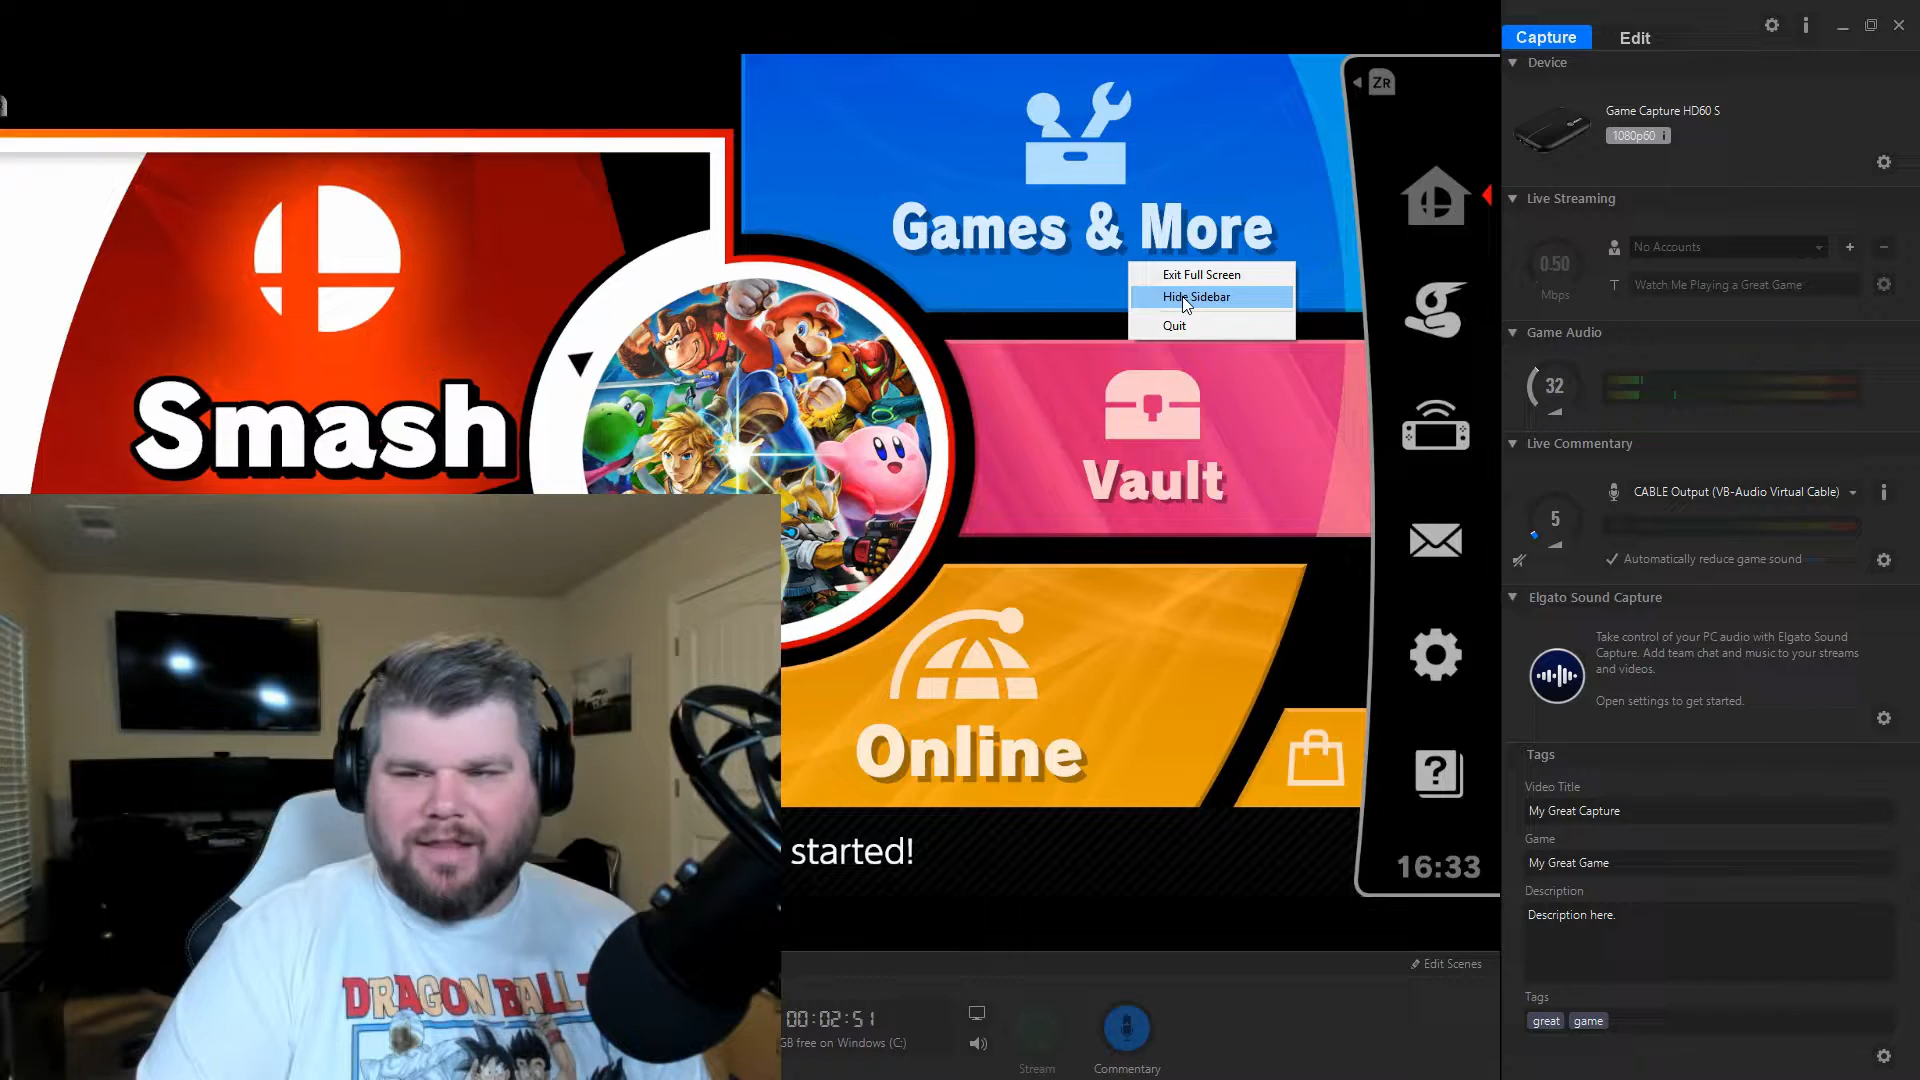 Capture
Edit
Device
Game Capture HD60 S
1080p60 i
Live Streaming
No Accounts
0.50
Mbps
T Watch Me Playing a Great Game
Game Audio
32
Live Commentary
CABLE Output (VB-Audio Virtual Cable)
5
Automatically reduce game sound
Elgato Sound Capture
Take control of your PC audio with Elgato Sound
Capture. Add team chat and music to your streams
and videos.
Open settings to get started.
Tags
Video Title
My Great Capture
Game
My Great Game
Description
Description here.
Tags
great game
ZR
Games & More
Exit Full Screen
Hide Sidebar
Quit
Smash
Vault
Online
started!
16:33
Edit Scenes
00:02:51
GB free on Windows (C:)
Stream
Commentary
DRAGON BALL